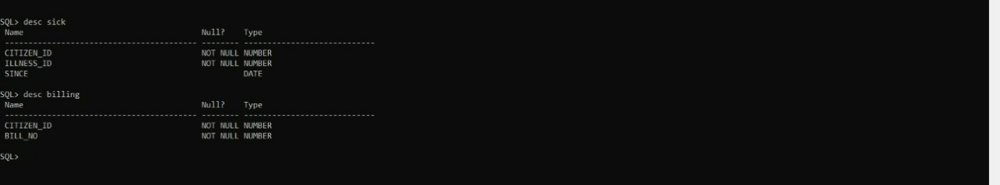 SQL> desc sick
Name Null? Type
----------------------------------------- -------- ----------------------------
CITIZEN_ID NOT NULL NUMBER
ILLNESS_ID NOT NULL NUMBER
SINCE DATE
SQL> desc billing
Name Null? Type
----------------------------------------- -------- ----------------------------
CITIZEN_ID NOT NULL NUMBER
BILL_NO NOT NULL NUMBER
SQL>